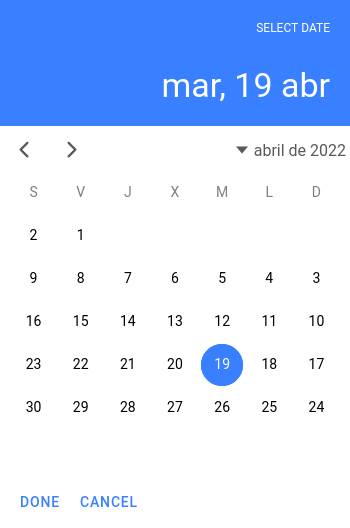 SELECT DATE
mar, 19 abr
abril de 2022
S V J X M L D
2 1
9 8 7 6 5 4 3
16 15 14 13 12 11 10
23 22 21 20 19 18 17
30 29 28 27 26 25 24
DONE CANCEL